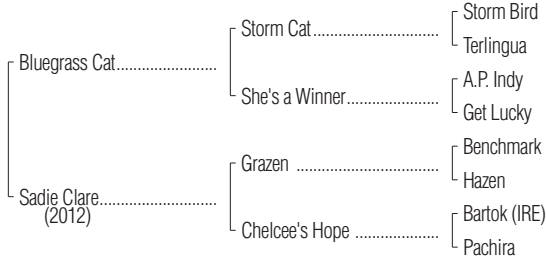 Storm Bird
Storm Cat
Terlingua
Bluegrass Cat
A.P. Indy
She's a Winner
Get Lucky
Benchmark
Grazen
Hazen
Sadie Clare
(2012)
Bartok (IRE)
Chelcee's Hope
Pachira